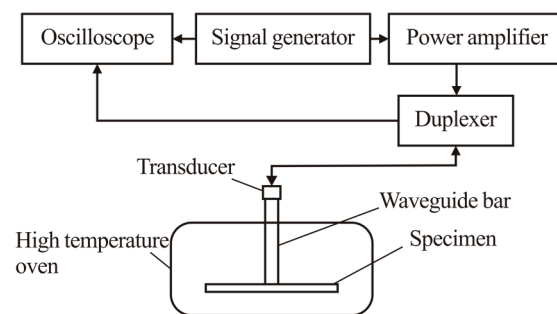 Oscilloscope
Signal generator
Power amplifier
Duplexer
Transducer
Waveguide bar
High temperature
oven
Specimen